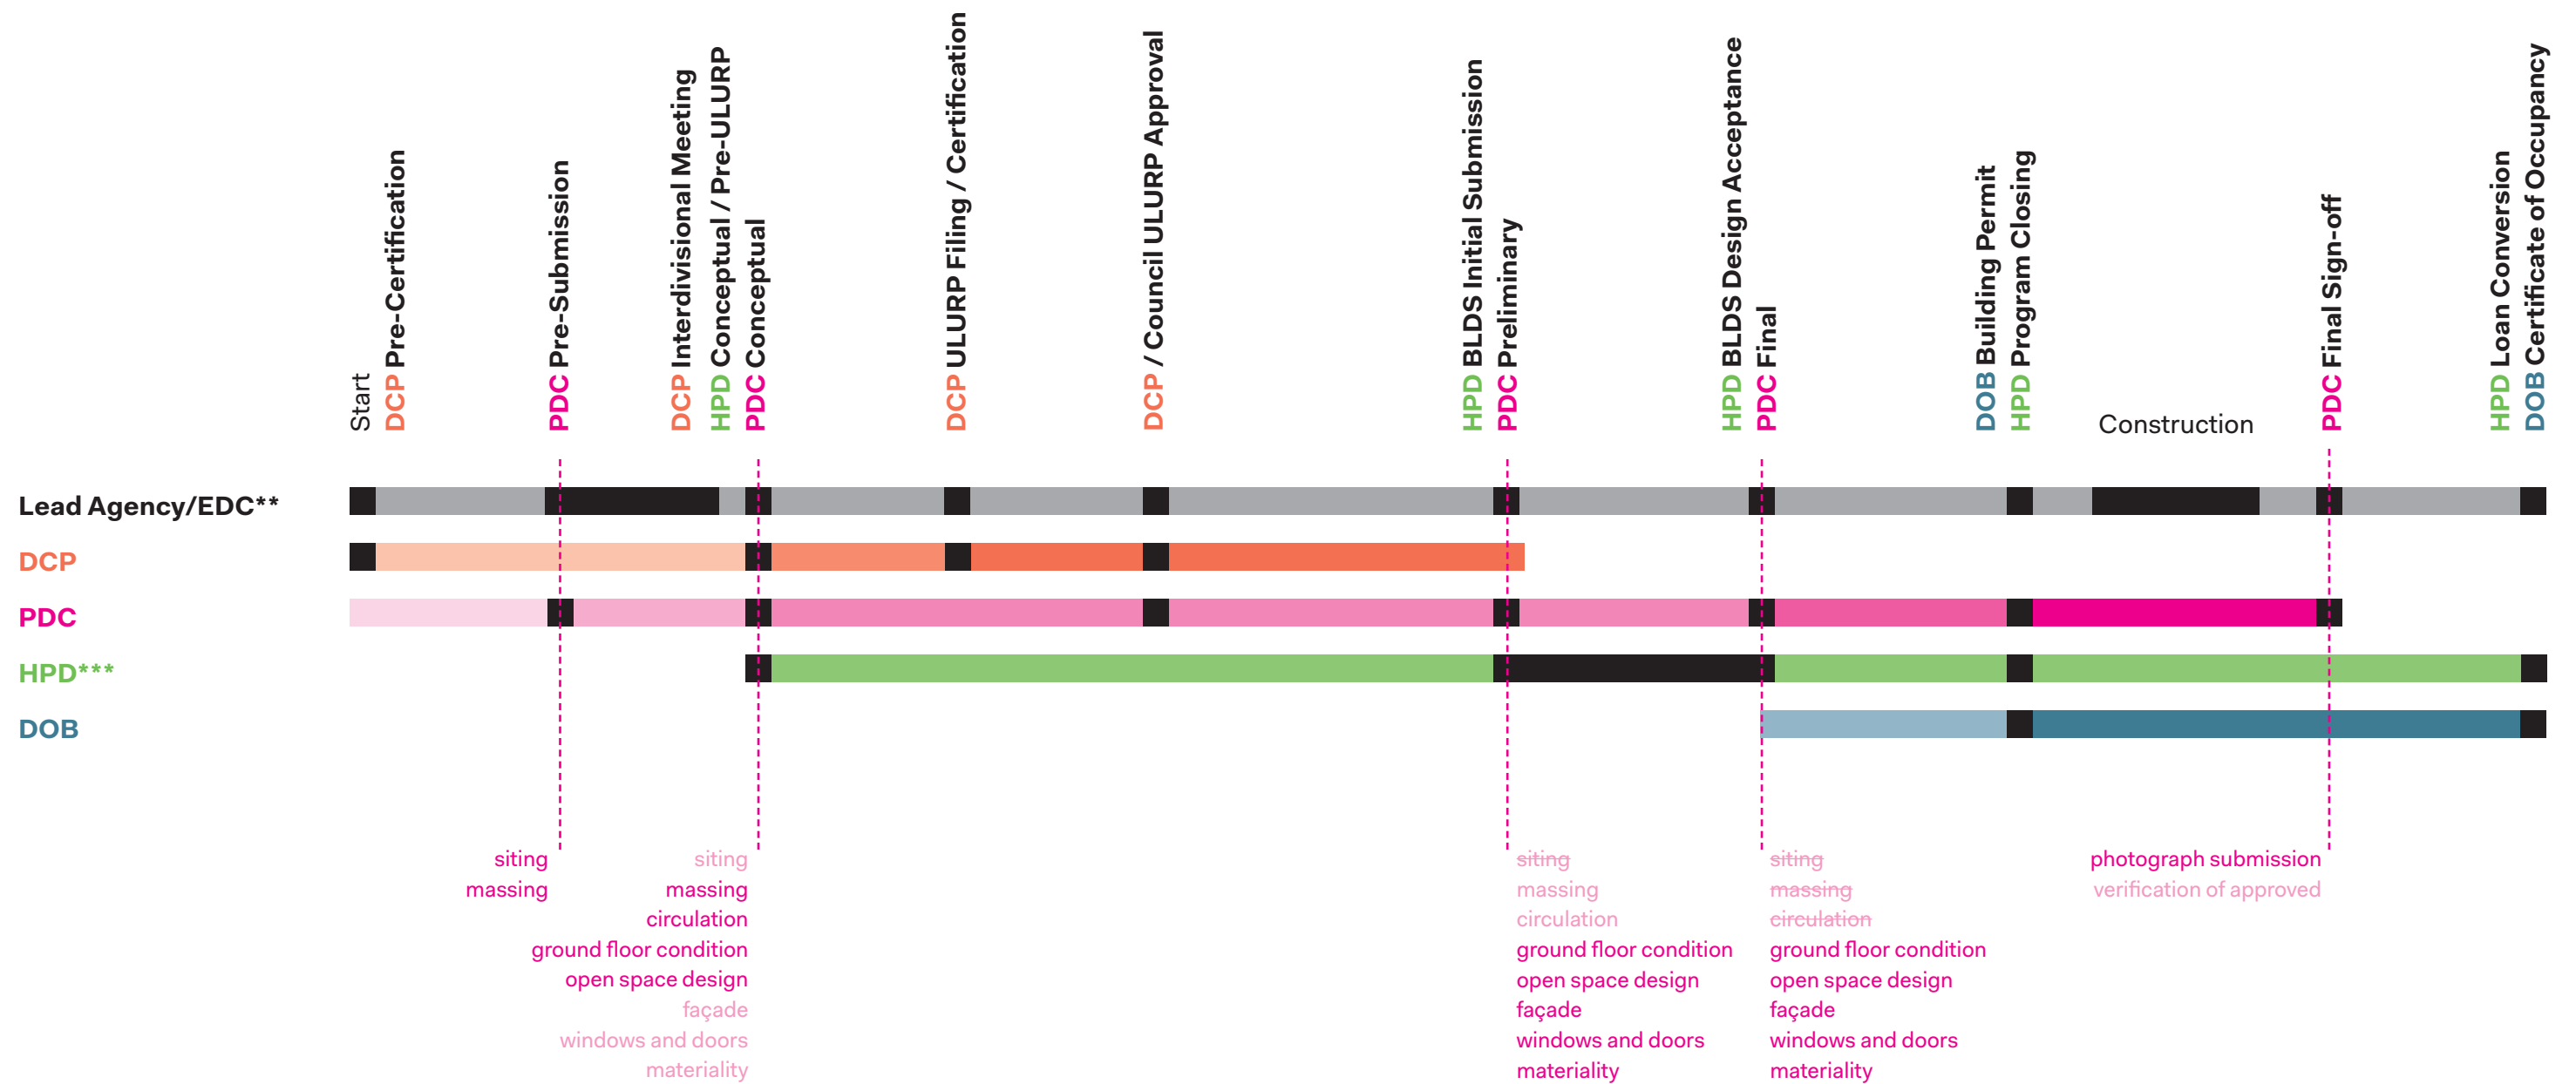 Start
DCP Pre-Certification
PDC Pre-Submission
DCP Interdivisional Meeting
HPD Conceptual / Pre-ULURP
PDC Conceptual
DCP ULURP Filing / Certification
DCP / Council ULURP Approval
HPD BLDS Initial Submission
PDC Preliminary
HPD BLDS Design Acceptance
PDC Final
DOB Building Permit
HPD Program Closing
Construction
PDC Final Sign-off
HPD Loan Conversion
DOB Certificate of Occupancy
Lead Agency/EDC**
DCP
PDC
HPD***
DOB
siting
massing
siting
massing
circulation
ground floor condition
open space design
façade
windows and doors
materiality
siting
massing
circulation
ground floor condition
open space design
façade
windows and doors
materiality
siting
massing
circulation
ground floor condition
open space design
façade
windows and doors
materiality
photograph submission
verification of approved